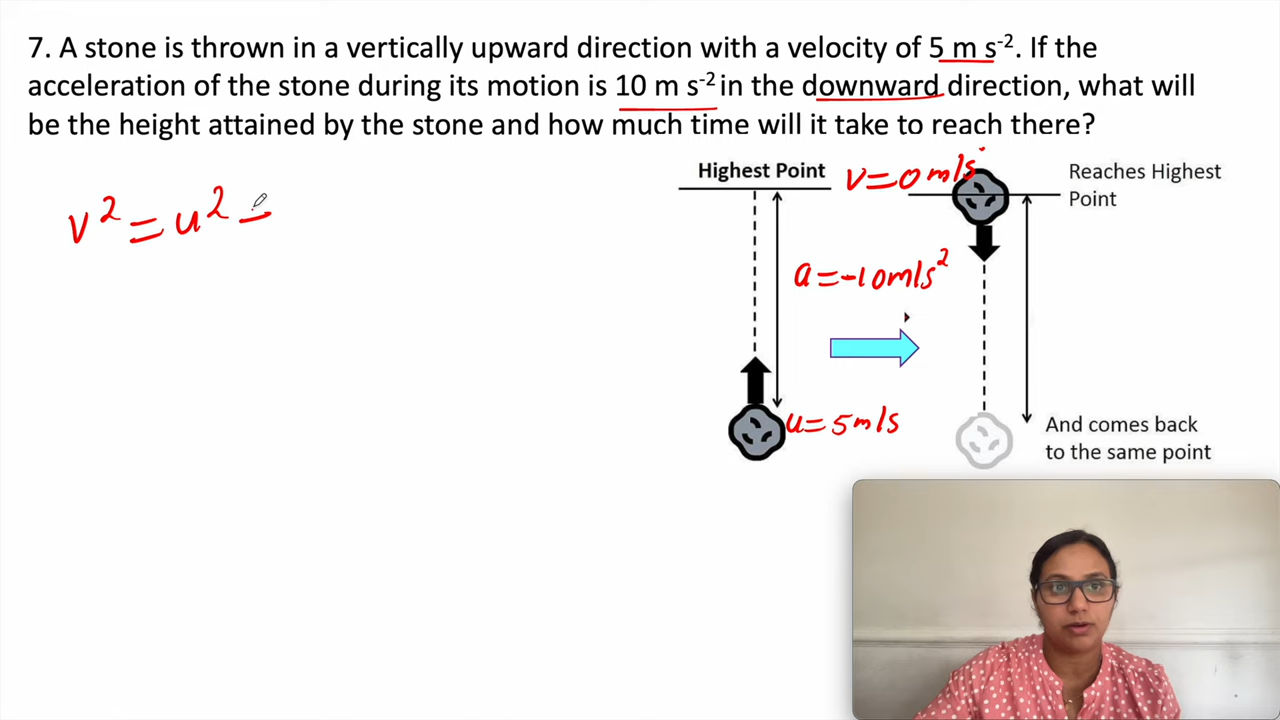 7. A stone is thrown in a vertically upward direction with a velocity of 5 m s⁻². If the
acceleration of the stone during its motion is 10 m s⁻² in the downward direction, what will
be the height attained by the stone and how much time will it take to reach there?
v² = u² -
Highest Point
v = 0 m/s
Reaches Highest
Point
a = -10 m/s²
u = 5 m/s
And comes back
to the same point